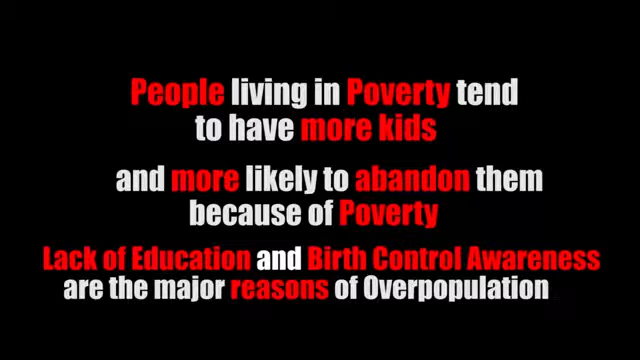 People living in Poverty tend
to have more kids
and more likely to abandon them
because of Poverty
Lack of Education and Birth Control Awareness
are the major reasons of Overpopulation